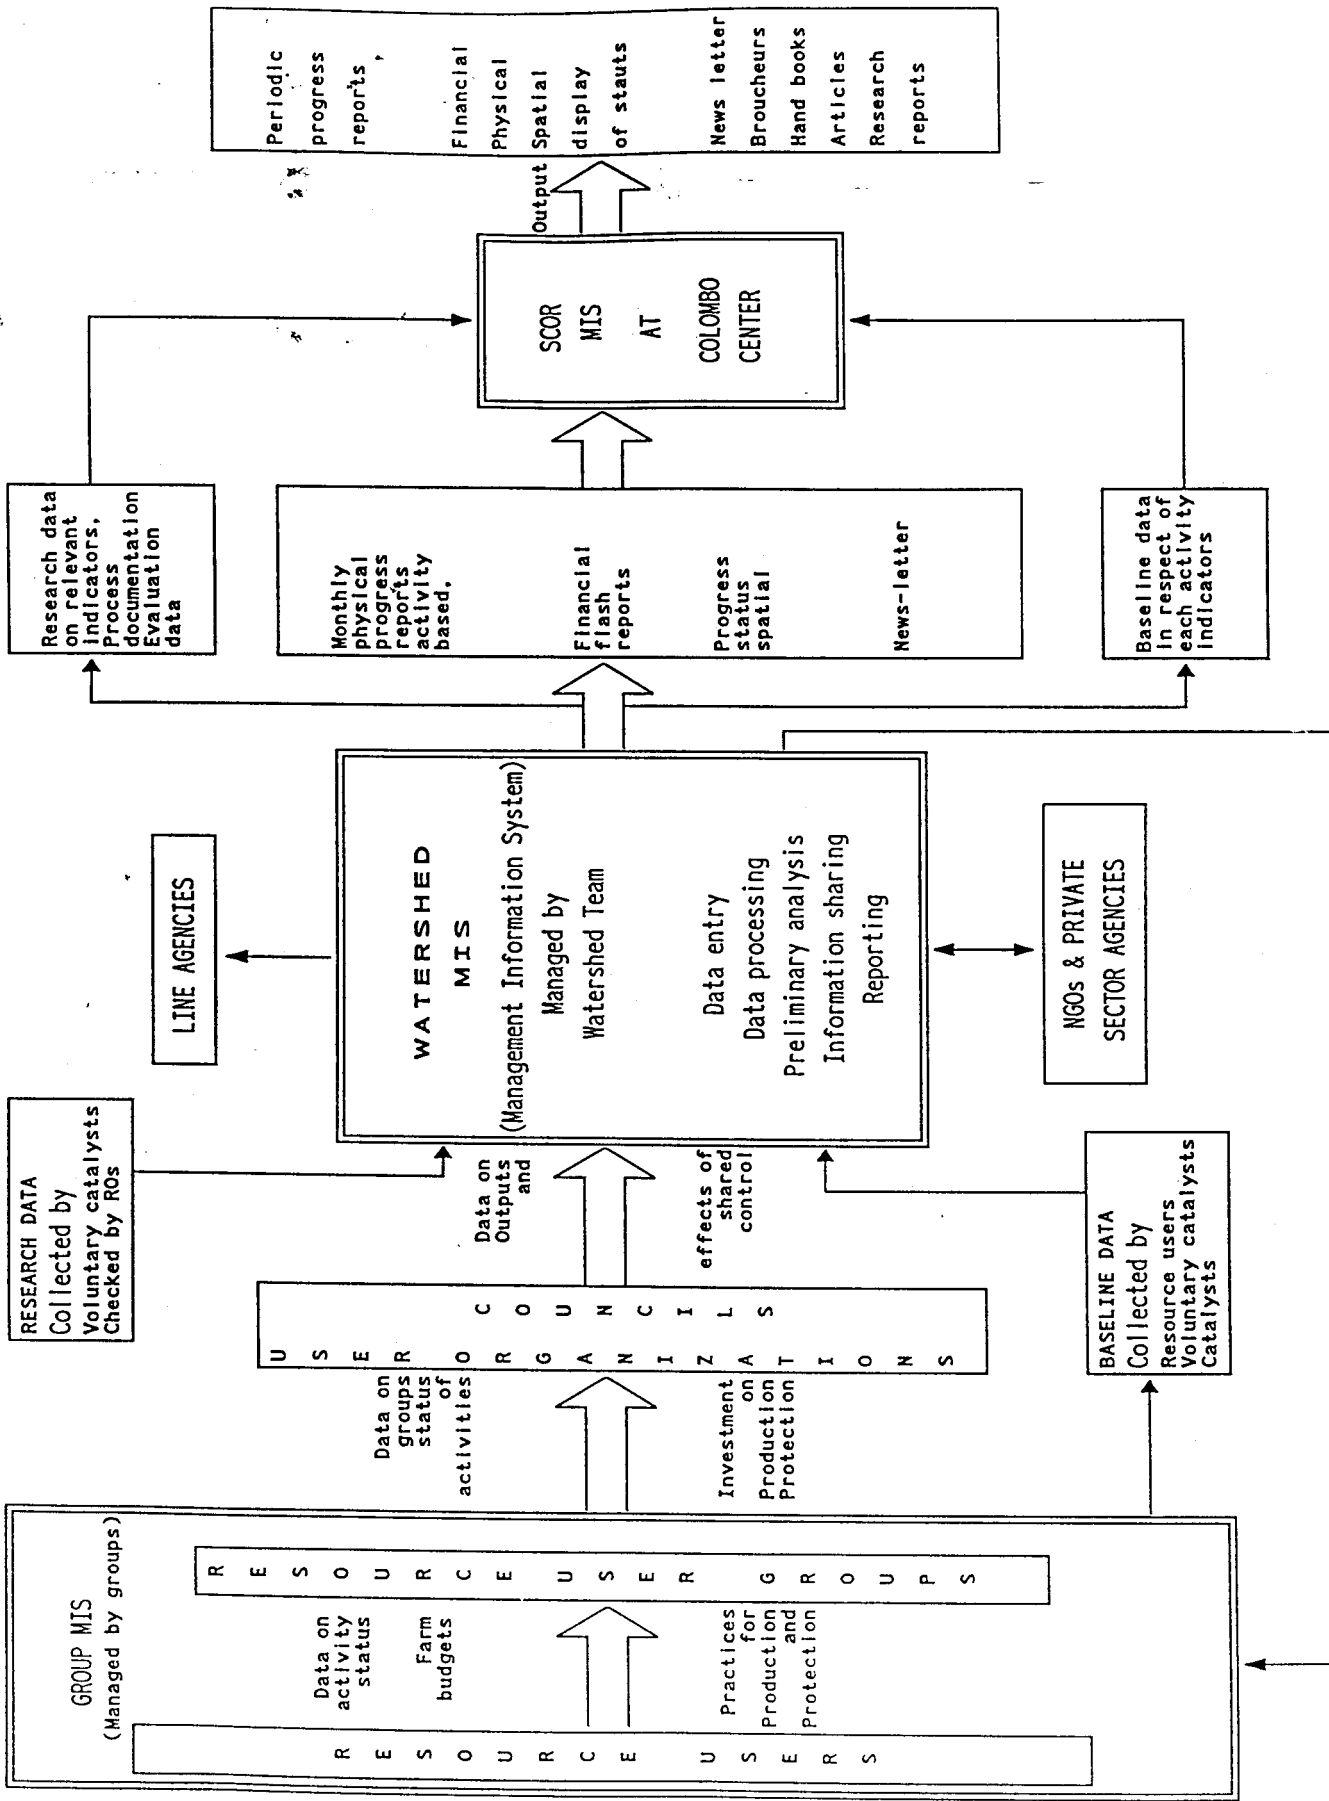 GROUP MIS
(Managed by groups)
RESOURCE USERS
Data on
activity
status
Farm
budgets
Practices
for
Production
and
Protection
RESOURCE USER GROUPS
Data on
groups
status
of
activities
Investment
on
Production
Protection
USER ORGANIZATIONS
COUNCILS
RESEARCH DATA
Collected by
Voluntary catalysts
Checked by ROs
Data on
Outputs
and
effects of
shared
control
BASELINE DATA
Collected by
Resource users
Voluntary catalysts
Catalysts
LINE AGENCIES
WATERSHED
MIS
(Management Information System)
Managed by
Watershed Team
Data entry
Data processing
Preliminary analysis
Information sharing
Reporting
NGOs & PRIVATE
SECTOR AGENCIES
Research data
on relevant
indicators,
Process
documentation
Evaluation
data
Monthly
physical
progress
reports
activity
based,
Financial
flash
reports
Progress
status
spatial
News-letter
Baseline data
in respect of
each activity
indicators
SCOR
MIS
AT
COLOMBO
CENTER
Output
Periodic
progress
reports,
Financial
Physical
Spatial
display
of stauts
News letter
Broucheurs
Hand books
Articles
Research
reports